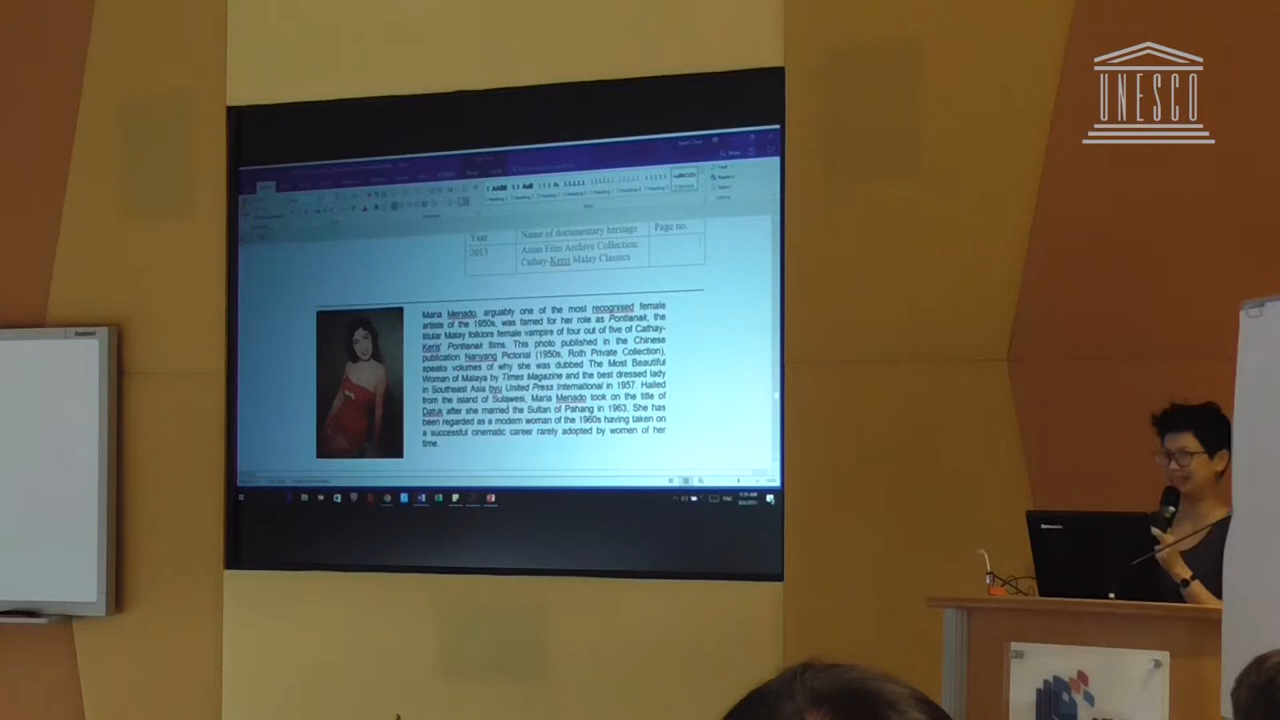 UNESCO
Share
Year
Name of documentary heritage
Page no.
2013
Asian Film Archive Collection:
Cathay-Keris Malay Classics
Maria Menado, arguably one of the most recognised female
artiste of the 1950s, was famed for her role as Pontianak, the
titular Malay folklore female vampire of four out of five of Cathay-
Keris' Pontianak films. This photo published in the Chinese
publication Nanyang Pictorial (1950s, Roth Private Collection),
speaks volumes of why she was dubbed The Most Beautiful
Woman of Malaya by Times Magazine and the best dressed lady
in Southeast Asia byu United Press International in 1957. Hailed
from the island of Sulawesi, Maria Menado took on the title of
Datuk after she married the Sultan of Pahang in 1963. She has
been regarded as a modern woman of the 1960s having taken on
a successful cinematic career rarely adopted by women of her
time.
ENG